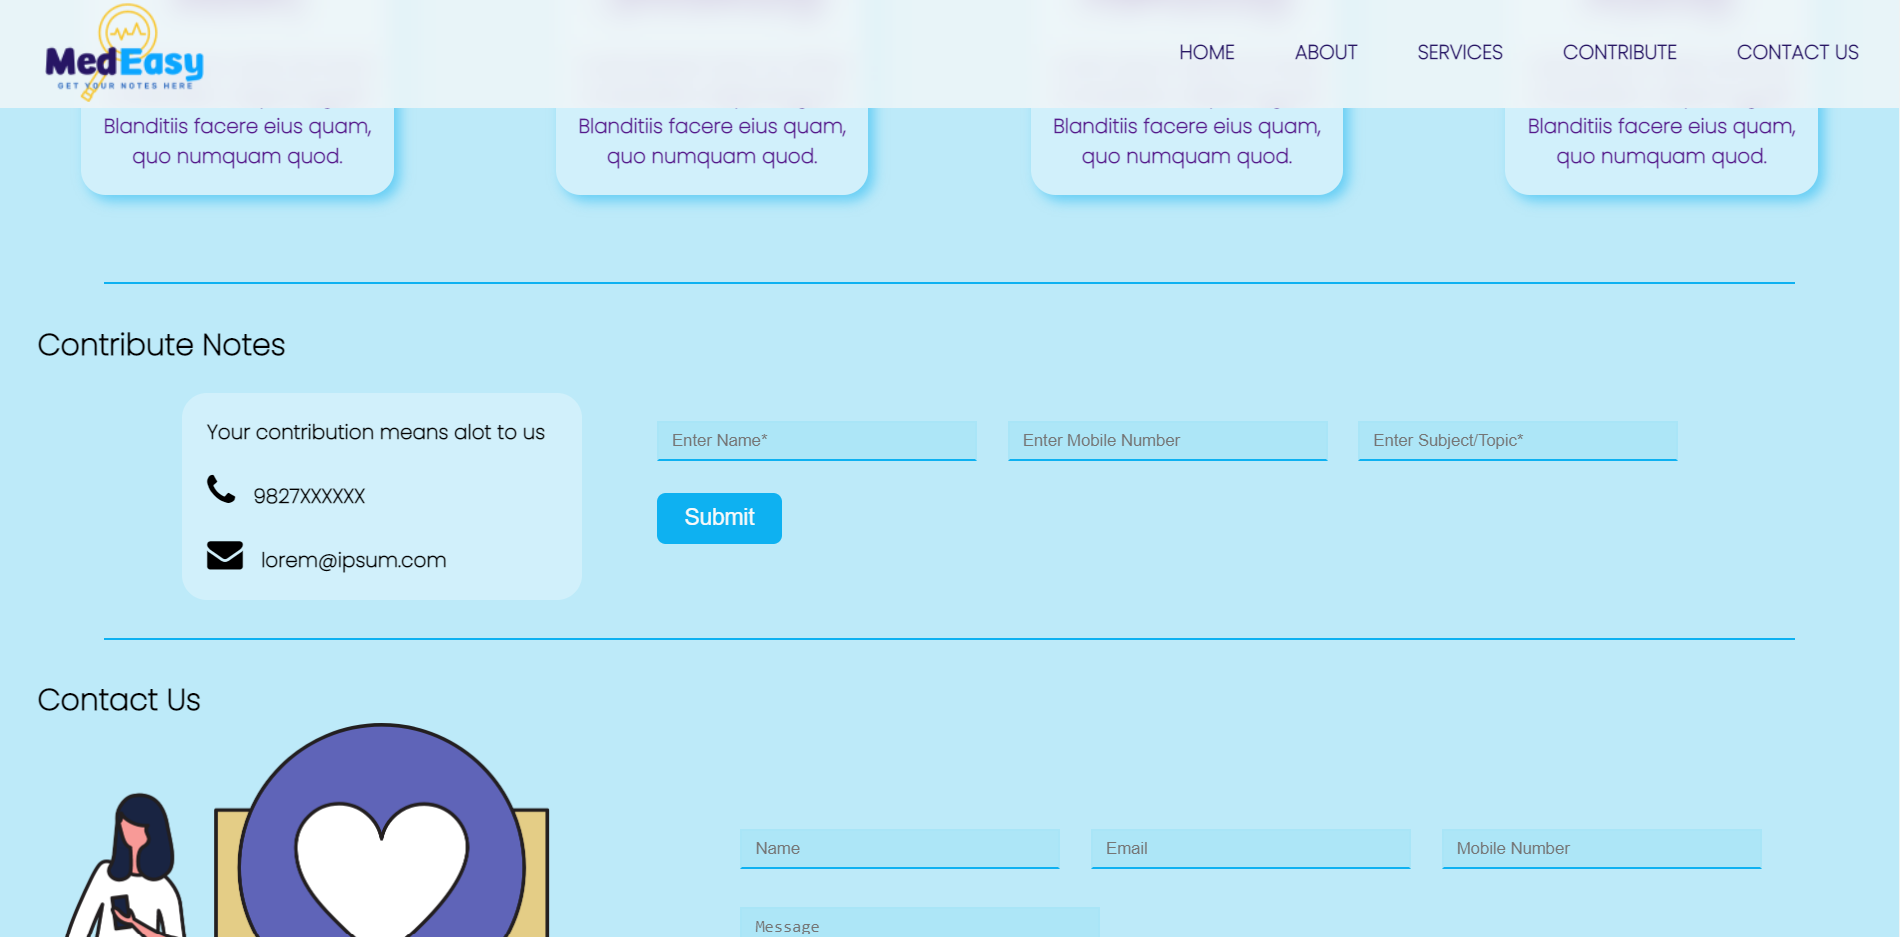 MedEasy
GET YOUR NOTES HERE
HOME ABOUT SERVICES CONTRIBUTE CONTACT US
Blanditiis facere eius quam,
quo numquam quod.
Blanditiis facere eius quam,
quo numquam quod.
Blanditiis facere eius quam,
quo numquam quod.
Blanditiis facere eius quam,
quo numquam quod.
Contribute Notes
Your contribution means alot to us
9827XXXXXX
lorem@ipsum.com
Enter Name*
Enter Mobile Number
Enter Subject/Topic*
Submit
Contact Us
Name
Email
Mobile Number
Message